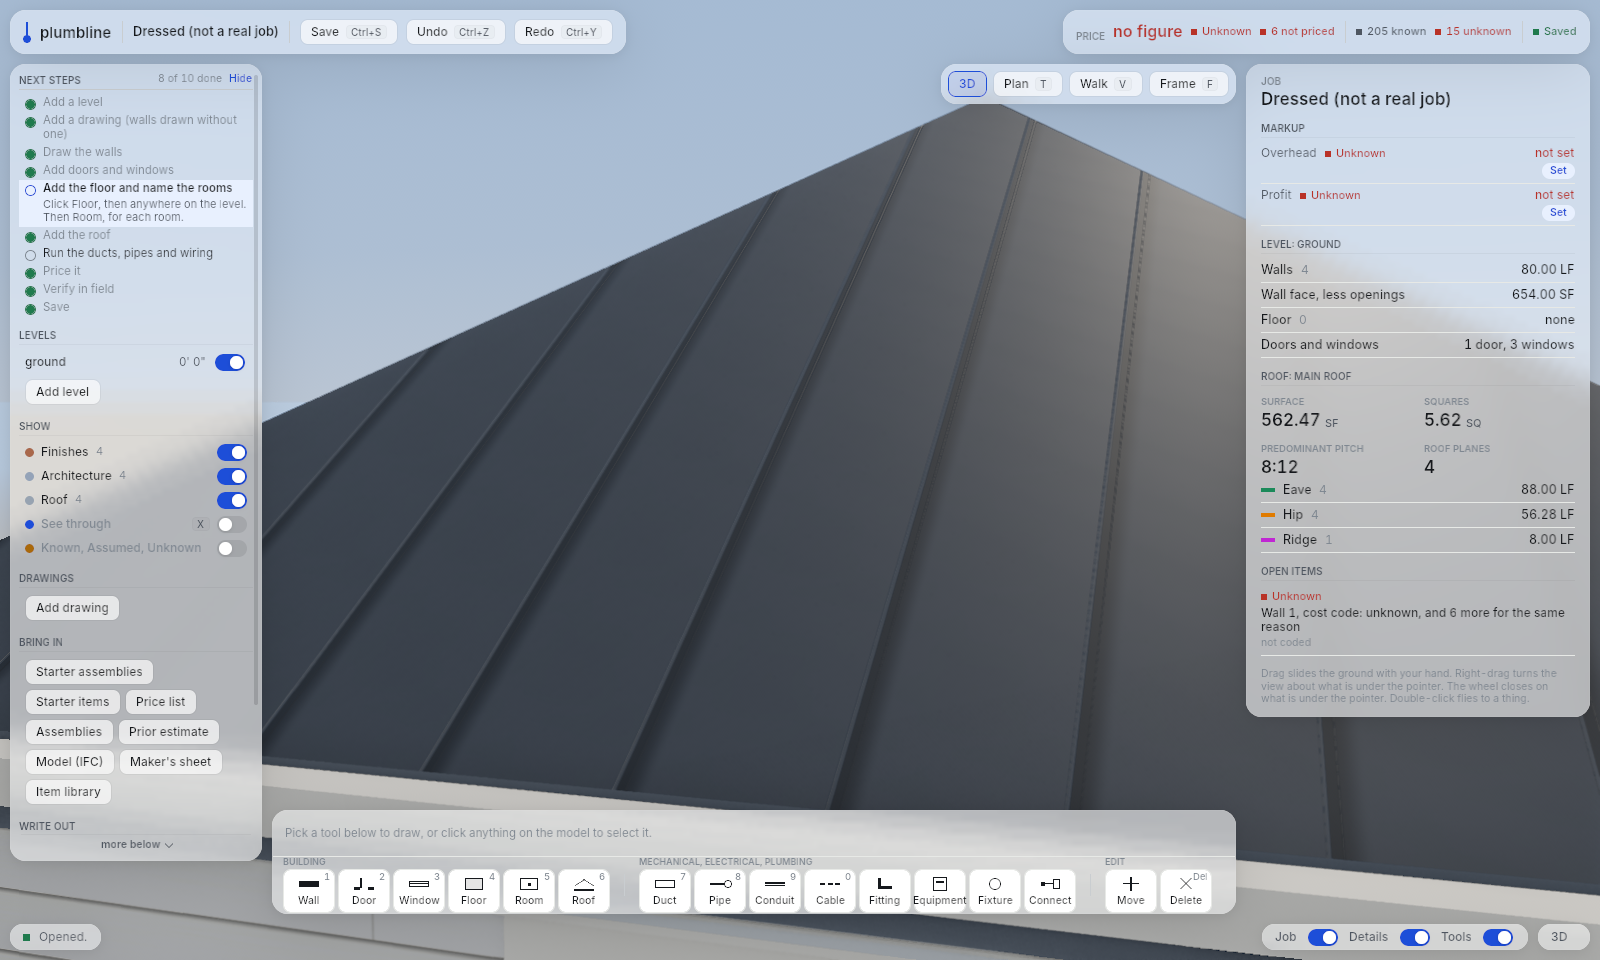 plumbline
Dressed (not a real job)
Save Ctrl+S
Undo Ctrl+Z
Redo Ctrl+Y
PRICE no figure Unknown 6 not priced 205 known 15 unknown Saved
3D
Plan T
Walk V
Frame F
NEXT STEPS 8 of 10 done Hide
Add a level
Add a drawing (walls drawn without
one)
Draw the walls
Add doors and windows
Add the floor and name the rooms
Click Floor, then anywhere on the level.
Then Room, for each room.
Add the roof
Run the ducts, pipes and wiring
Price it
Verify in field
Save
LEVELS
ground 0' 0"
Add level
SHOW
Finishes 4
Architecture 4
Roof 4
See through X
Known, Assumed, Unknown
DRAWINGS
Add drawing
BRING IN
Starter assemblies
Starter items Price list
Assemblies Prior estimate
Model (IFC) Maker's sheet
Item library
WRITE OUT
more below
Opened.
Pick a tool below to draw, or click anything on the model to select it.
BUILDING
Wall 1
Door 2
Window 3
Floor 4
Room 5
Roof 6
MECHANICAL, ELECTRICAL, PLUMBING
Duct 7
Pipe 8
Conduit 9
Cable 0
Fitting
Equipment
Fixture
Connect
EDIT
Move
Delete Del
JOB
Dressed (not a real job)
MARKUP
Overhead Unknown not set
Set
Profit Unknown not set
Set
LEVEL: GROUND
Walls 4 80.00 LF
Wall face, less openings 654.00 SF
Floor 0 none
Doors and windows 1 door, 3 windows
ROOF: MAIN ROOF
SURFACE SQUARES
562.47 SF 5.62 SQ
PREDOMINANT PITCH ROOF PLANES
8:12 4
Eave 4 88.00 LF
Hip 4 56.28 LF
Ridge 1 8.00 LF
OPEN ITEMS
Unknown
Wall 1, cost code: unknown, and 6 more for the same
reason
not coded
Drag slides the ground with your hand. Right-drag turns the
view about what is under the pointer. The wheel closes on
what is under the pointer. Double-click flies to a thing.
Job Details Tools 3D